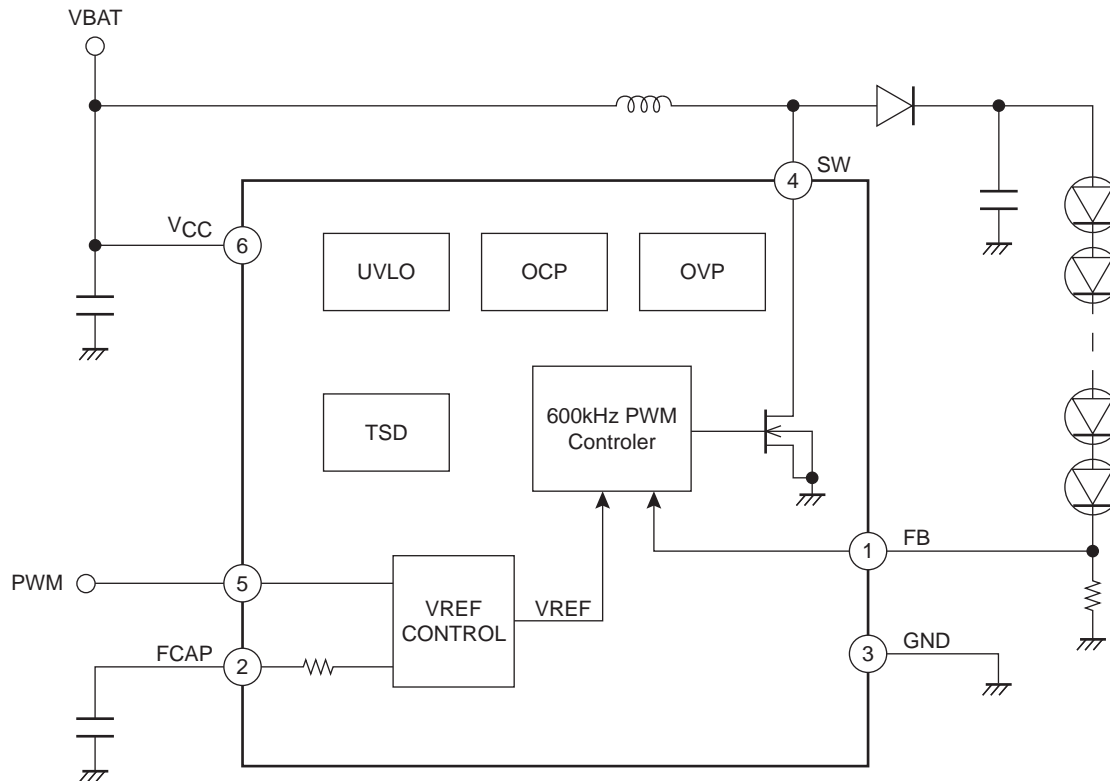 VBAT
SW
4
VCC
6
UVLO
OCP
OVP
TSD
600kHz PWM
Controler
1
FB
PWM
5
VREF
CONTROL
VREF
FCAP
2
3
GND